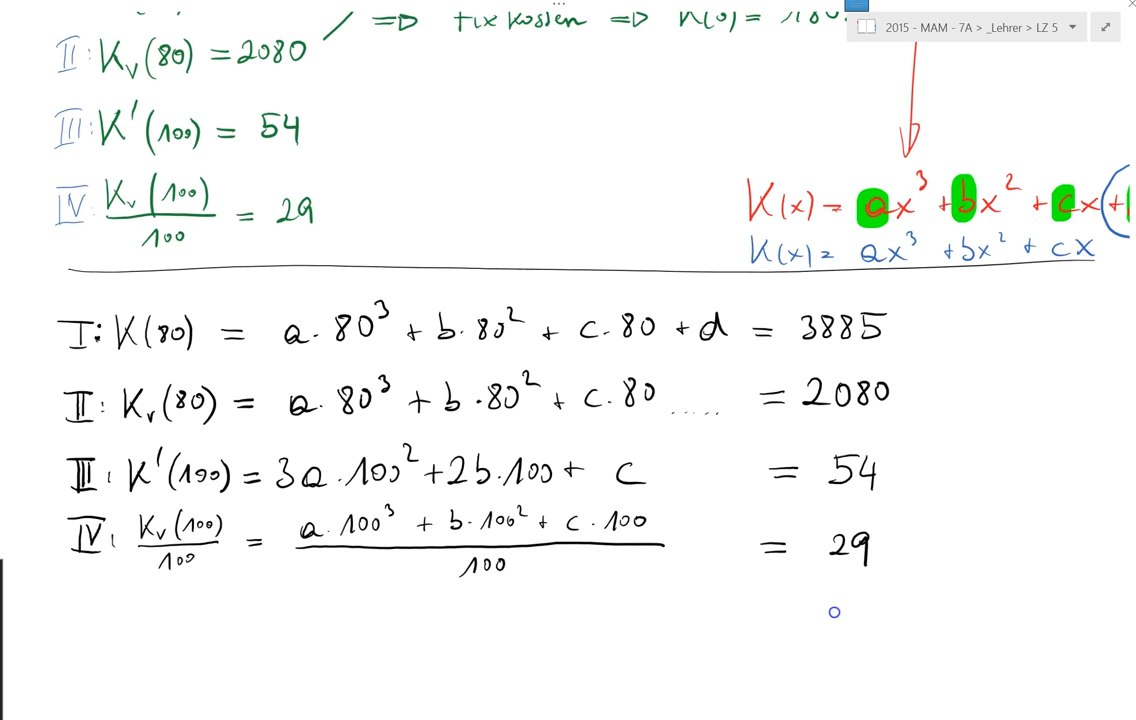 => Fixkosten => K(0) =
2015 - MAM - 7A > _Lehrer > LZ 5
II: Kv(80) = 2080
III: K'(100) = 54
IV Kv(100)/100 = 29
K(x) = ax³ + bx² + cx +
K(x) = ax³ + bx² + cx
I: K(80) = a·80³ + b·80² + c·80 + d = 3885
II: Kv(80) = a·80³ + b·80² + c·80 ..... = 2080
III: K'(100) = 3a·100² + 2b·100 + c = 54
IV: Kv(100)/100 = (a·100³ + b·100² + c·100)/100 = 29